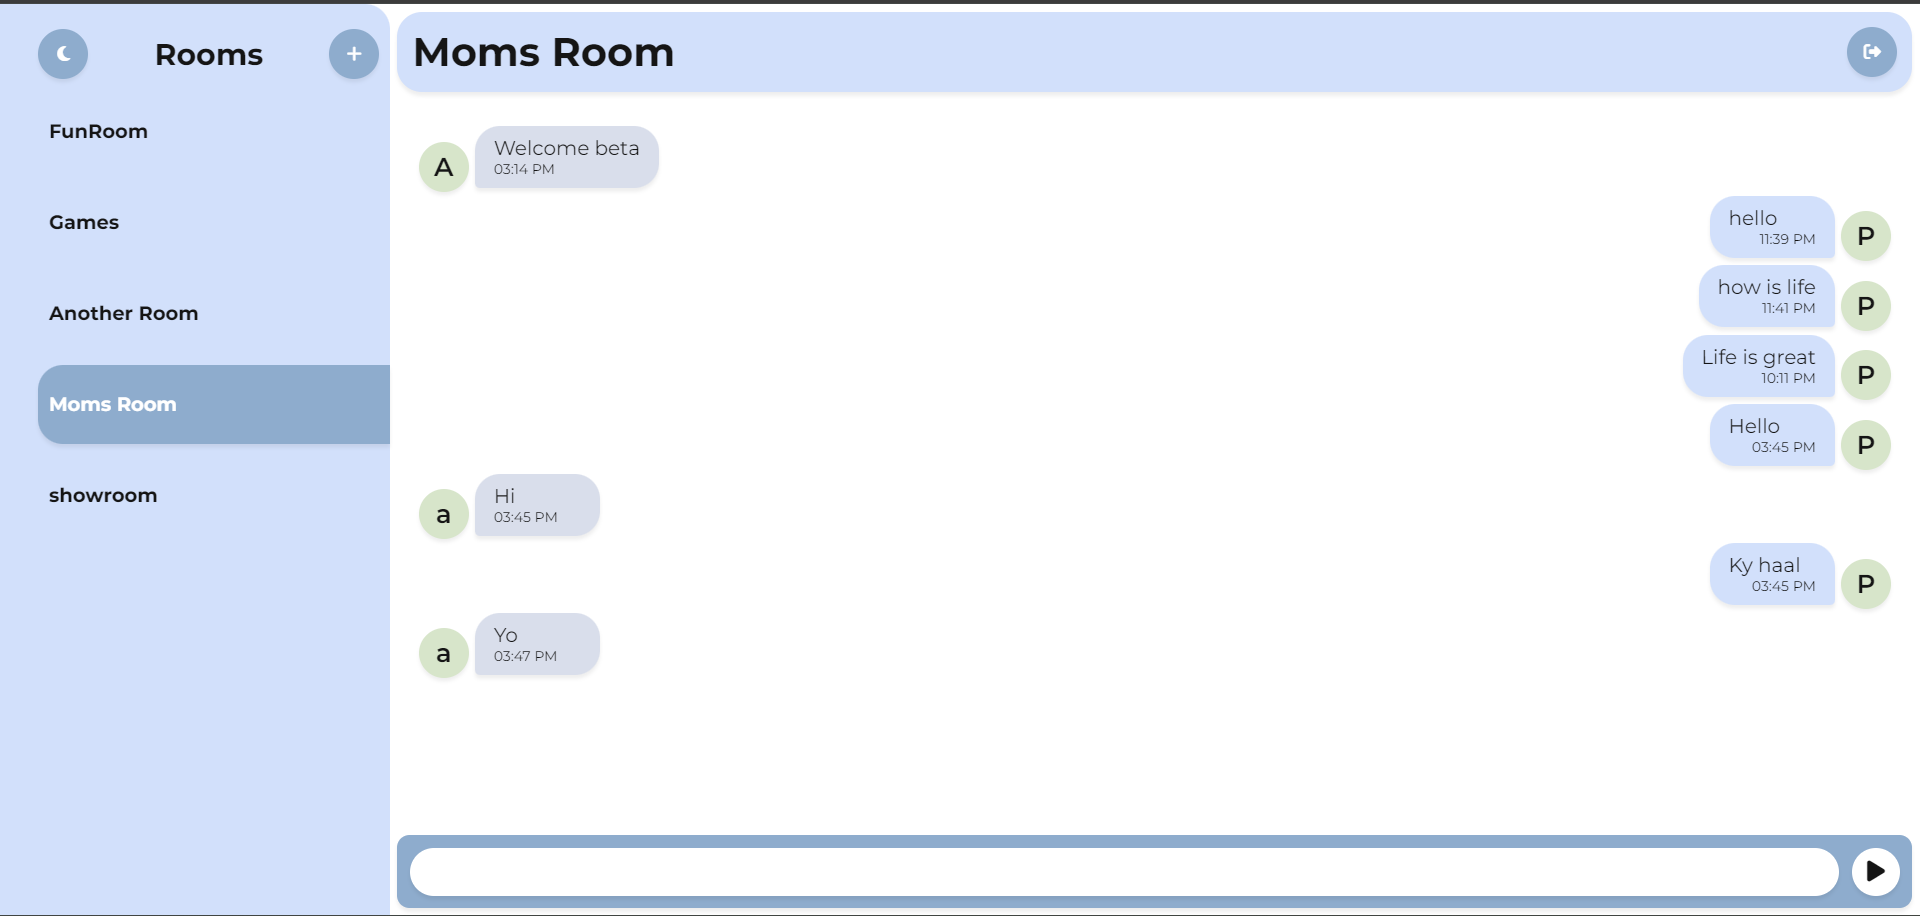 Rooms
FunRoom
Games
Another Room
Moms Room
showroom
Moms Room
A
Welcome beta
03:14 PM
hello
11:39 PM
P
how is life
11:41 PM
P
Life is great
10:11 PM
P
Hello
03:45 PM
P
a
Hi
03:45 PM
Ky haal
03:45 PM
P
a
Yo
03:47 PM